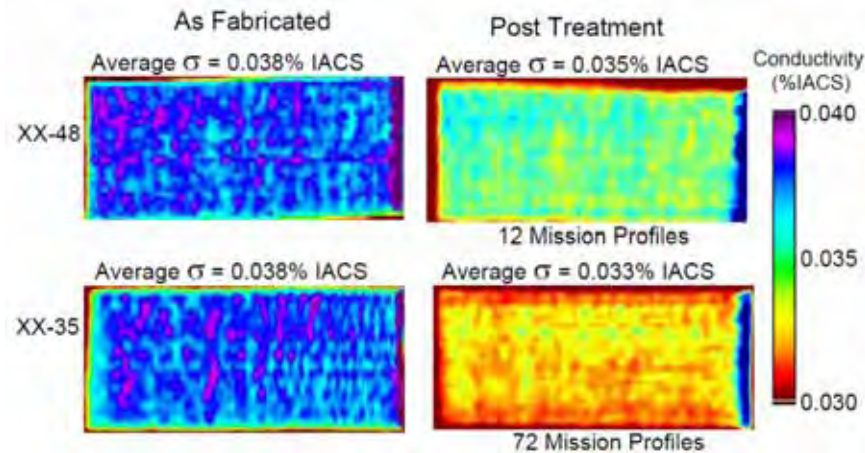 As Fabricated
Post Treatment
Average σ = 0.038% IACS
Average σ = 0.035% IACS
Conductivity
(%IACS)
0.040
XX-48
12 Mission Profiles
0.035
Average σ = 0.038% IACS
Average σ = 0.033% IACS
XX-35
0.030
72 Mission Profiles